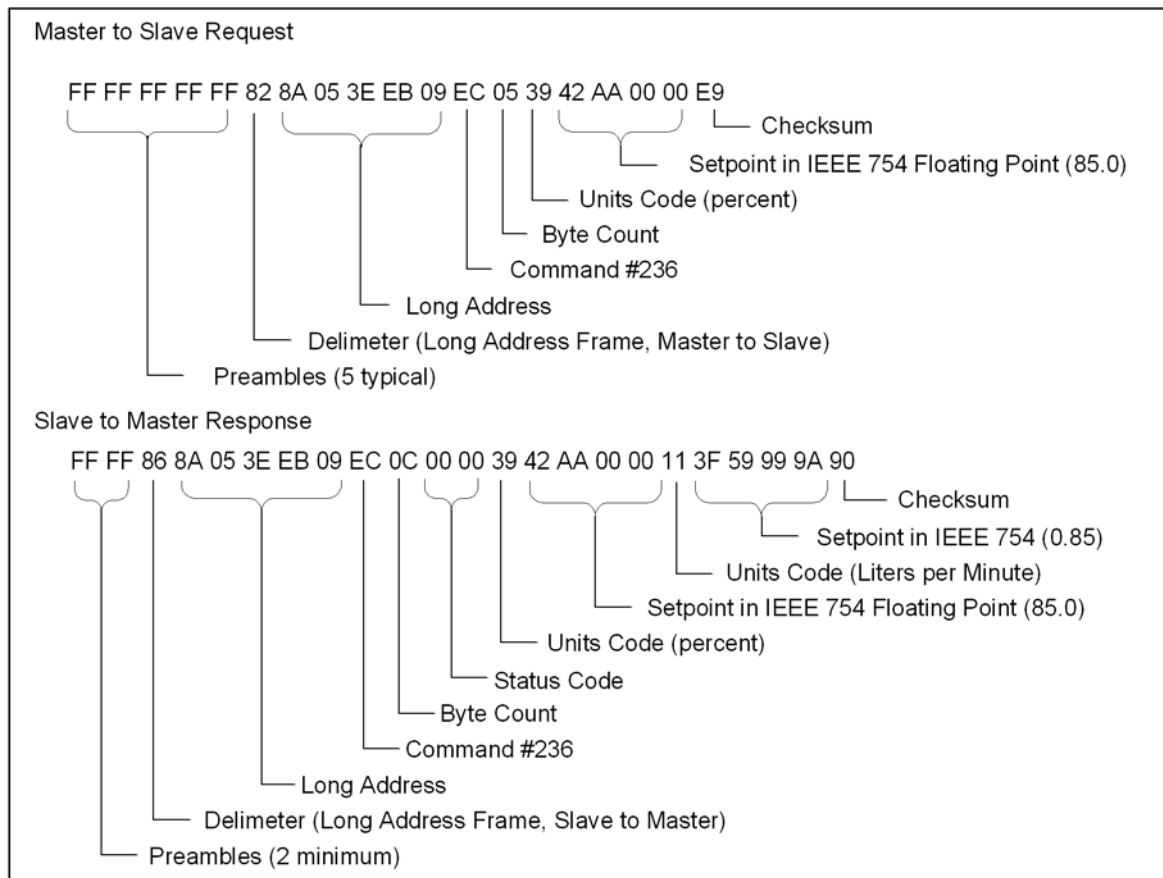 Master to Slave Request
FF FF FF FF FF 82 8A 05 3E EB 09 EC 05 39 42 AA 00 00 E9
Checksum
Setpoint in IEEE 754 Floating Point (85.0)
Units Code (percent)
Byte Count
Command #236
Long Address
Delimeter (Long Address Frame, Master to Slave)
Preambles (5 typical)
Slave to Master Response
FF FF 86 8A 05 3E EB 09 EC 0C 00 00 39 42 AA 00 00 11 3F 59 99 9A 90
Checksum
Setpoint in IEEE 754 (0.85)
Units Code (Liters per Minute)
Setpoint in IEEE 754 Floating Point (85.0)
Units Code (percent)
Status Code
Byte Count
Command #236
Long Address
Delimeter (Long Address Frame, Slave to Master)
Preambles (2 minimum)